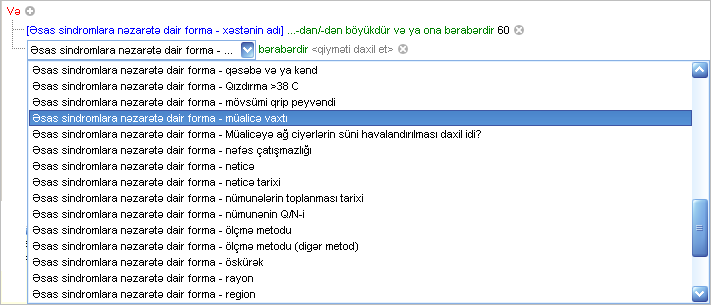 Və
[Əsas sindromlara nəzarətə dair forma - xəstənin adı] ...-dan/-dən böyükdür və ya ona bərabərdir 60
Əsas sindromlara nəzarətə dair forma - ... bərabərdir <qiyməti daxil et>
Əsas sindromlara nəzarətə dair forma - qəsəbə və ya kənd
Əsas sindromlara nəzarətə dair forma - Qızdırma >38 C
Əsas sindromlara nəzarətə dair forma - mövsümi qrip peyvəndi
Əsas sindromlara nəzarətə dair forma - müalicə vaxtı
Əsas sindromlara nəzarətə dair forma - Müalicəyə ağ ciyərlərin süni havalandırılması daxil idi?
Əsas sindromlara nəzarətə dair forma - nəfəs çatışmazlığı
Əsas sindromlara nəzarətə dair forma - nəticə
Əsas sindromlara nəzarətə dair forma - nəticə tarixi
Əsas sindromlara nəzarətə dair forma - nümunələrin toplanması tarixi
Əsas sindromlara nəzarətə dair forma - nümunənin Q/N-i
Əsas sindromlara nəzarətə dair forma - ölçmə metodu
Əsas sindromlara nəzarətə dair forma - ölçmə metodu (digər metod)
Əsas sindromlara nəzarətə dair forma - öskürək
Əsas sindromlara nəzarətə dair forma - rayon
Əsas sindromlara nəzarətə dair forma - region